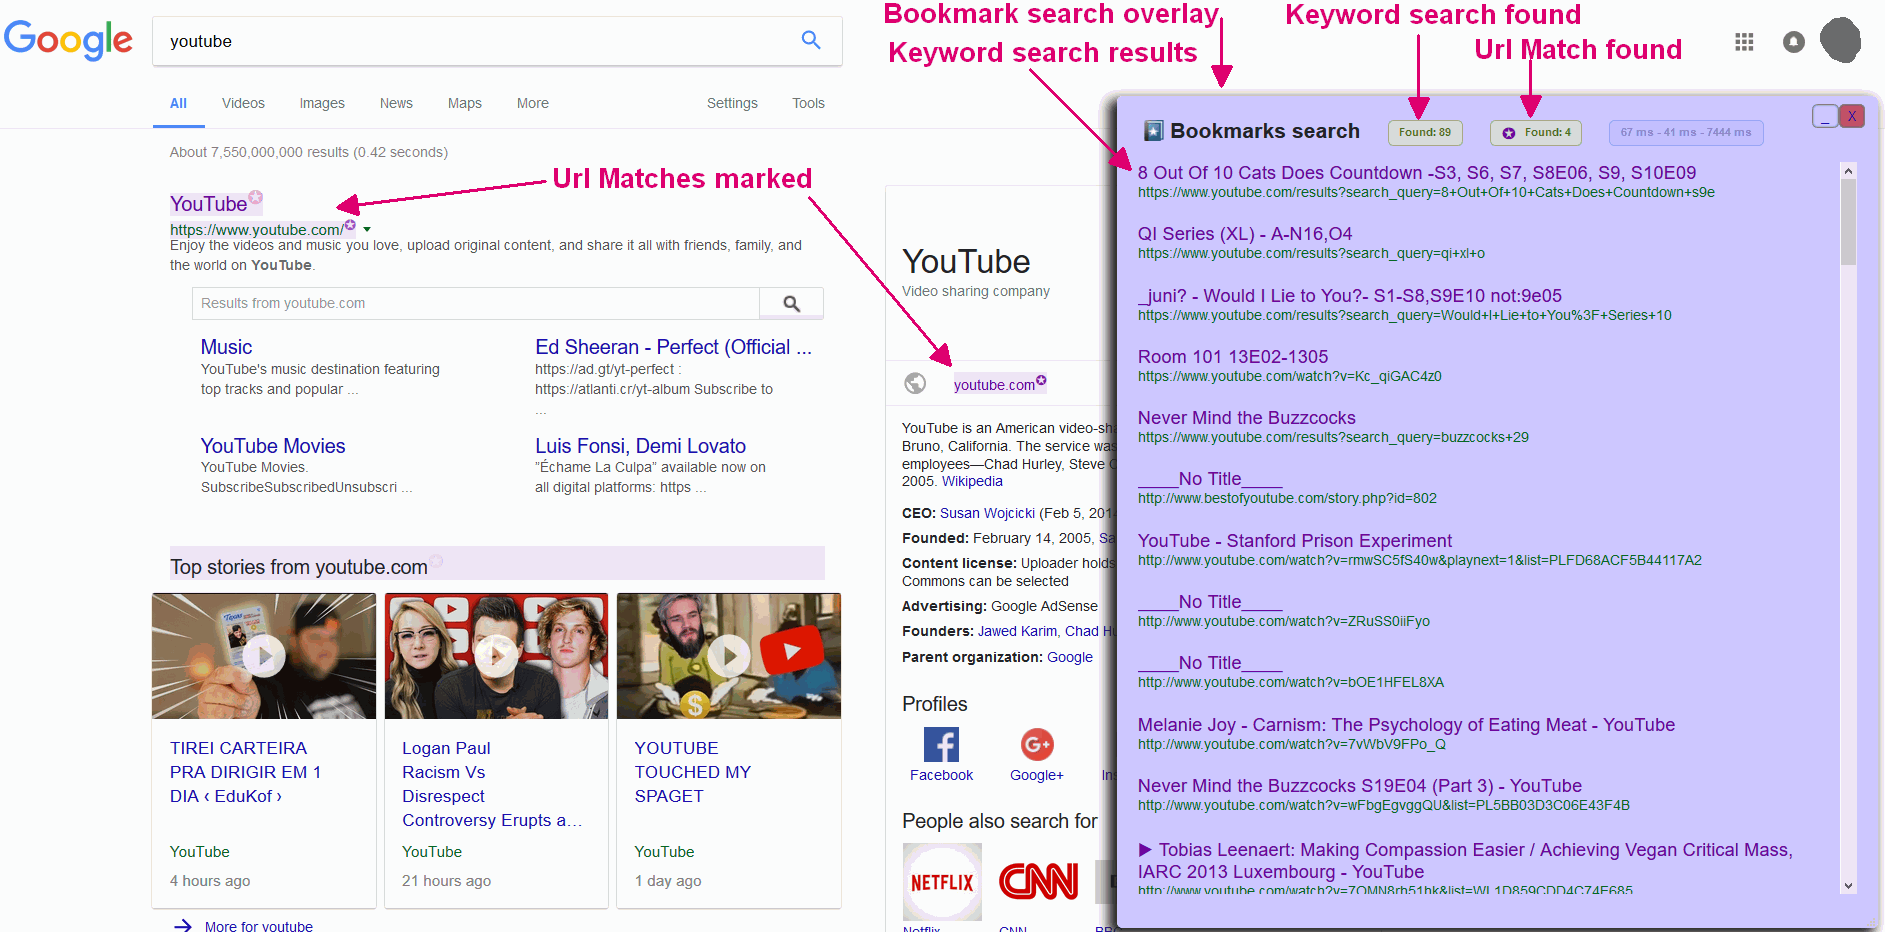 Bookmark search overlay
Keyword search results
Keyword search found
Url Match found
Google
youtube
All Videos Images News Maps More Settings Tools
About 7,550,000,000 results (0.42 seconds)
Url Matches marked
YouTube
https://www.youtube.com/
Enjoy the videos and music you love, upload original content, and share it all with friends, family, and
the world on YouTube.
Results from youtube.com
Music
YouTube's music destination featuring
top tracks and popular ...
Ed Sheeran - Perfect (Official ...
https://ad.gt/yt-perfect :
https://atlanti.cr/yt-album Subscribe to
...
YouTube Movies
YouTube Movies.
SubscribeSubscribedUnsubscri ...
Luis Fonsi, Demi Lovato
"Échame La Culpa" available now on
all digital platforms: https ...
Top stories from youtube.com
TIREI CARTEIRA
PRA DIRIGIR EM 1
DIA ‹ EduKof ›
YouTube
4 hours ago
Logan Paul
Racism Vs
Disrespect
Controversy Erupts a…
YouTube
21 hours ago
YOUTUBE
TOUCHED MY
SPAGET
YouTube
1 day ago
More for youtube
YouTube
Video sharing company
youtube.com
YouTube is an American video-sh
Bruno, California. The service was
employees—Chad Hurley, Steve
2005. Wikipedia
CEO: Susan Wojcicki (Feb 5, 201
Founded: February 14, 2005, Sa
Content license: Uploader holds
Commons can be selected
Advertising: Google AdSense
Founders: Jawed Karim, Chad Hu
Parent organization: Google
Profiles
Facebook
Google+
Ins
People also search for
NETFLIX
CNN
Netflix
CNN
Bookmarks search
Found: 89
Found: 4
67 ms - 41 ms - 7444 ms
_ X
8 Out Of 10 Cats Does Countdown -S3, S6, S7, S8E06, S9, S10E09
https://www.youtube.com/results?search_query=8+Out+Of+10+Cats+Does+Countdown+s9e
QI Series (XL) - A-N16,O4
https://www.youtube.com/results?search_query=qi+xl+o
_juni? - Would I Lie to You?- S1-S8,S9E10 not:9e05
https://www.youtube.com/results?search_query=Would+I+Lie+to+You%3F+Series+10
Room 101 13E02-1305
https://www.youtube.com/watch?v=Kc_qiGAC4z0
Never Mind the Buzzcocks
https://www.youtube.com/results?search_query=buzzcocks+29
____No Title____
http://www.bestofyoutube.com/story.php?id=802
YouTube - Stanford Prison Experiment
http://www.youtube.com/watch?v=rmwSC5fS40w&playnext=1&list=PLFD68ACF5B44117A2
____No Title____
http://www.youtube.com/watch?v=ZRuSS0iiFyo
____No Title____
http://www.youtube.com/watch?v=bOE1HFEL8XA
Melanie Joy - Carnism: The Psychology of Eating Meat - YouTube
http://www.youtube.com/watch?v=7vWbV9FPo_Q
Never Mind the Buzzcocks S19E04 (Part 3) - YouTube
http://www.youtube.com/watch?v=wFbgEgvggQU&list=PL5BB03D3C06E43F4B
▶ Tobias Leenaert: Making Compassion Easier / Achieving Vegan Critical Mass,
IARC 2013 Luxembourg - YouTube